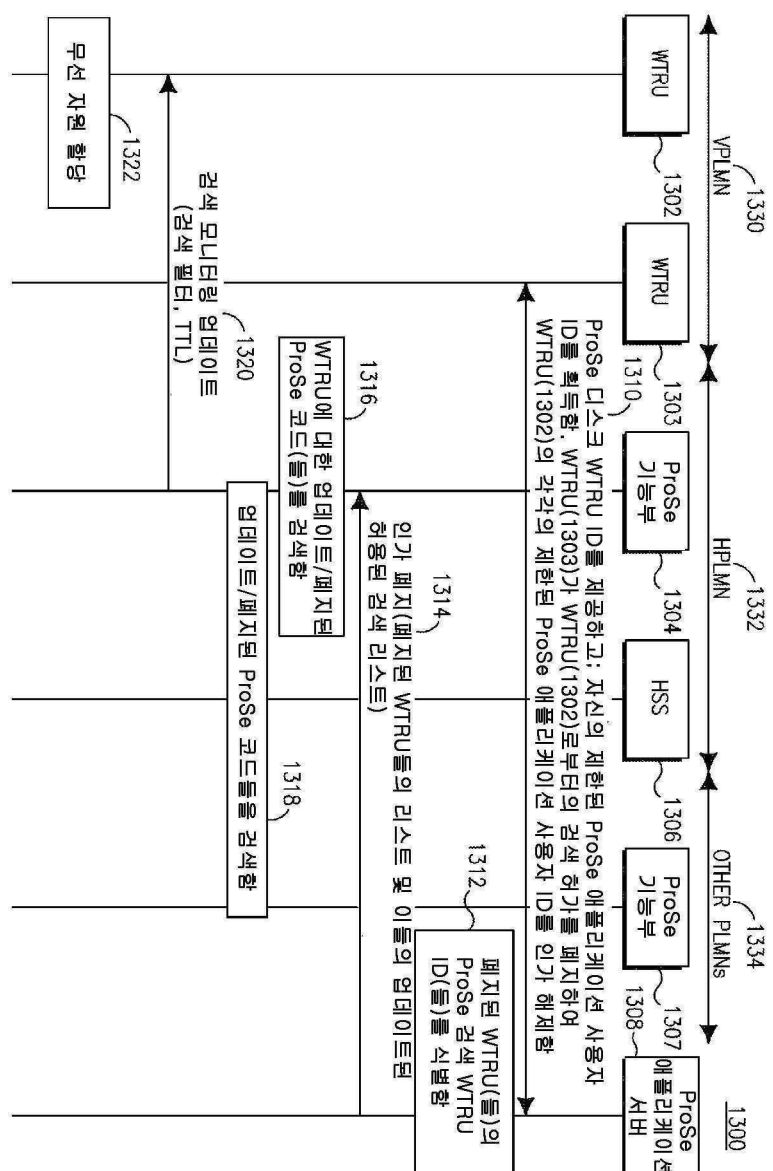 1300
1330
VPLMN
1332
HPLMN
1334
OTHER PLMNs
WTRU
1302
WTRU
1303
ProSe
기능부
1304
HSS
1306
ProSe
기능부
1307
1308
ProSe
애플리케이션
서버
1310
ProSe 디스크 WTRU ID를 제공하고; 자신의 제한된 ProSe 애플리케이션 사용자
ID를 획득함. WTRU(1303)가 WTRU(1302)로부터의 검색 허가를 폐지하여
WTRU(1302)의 각각의 제한된 ProSe 애플리케이션 사용자 ID를 인가 해제함
1312
폐지된 WTRU(들)의
ProSe 검색 WTRU
ID(들)를 식별함
1314
인가 폐지(폐지된 WTRU들의 리스트 및 이들의 업데이트된
허용된 검색 리스트)
1316
WTRU에 대한 업데이트/폐지된
ProSe 코드(들)를 검색함
1318
업데이트/폐지된 ProSe 코드들을 검색함
1320
검색 모니터링 업데이트
(검색 필터, TTL)
1322
무선 자원 할당